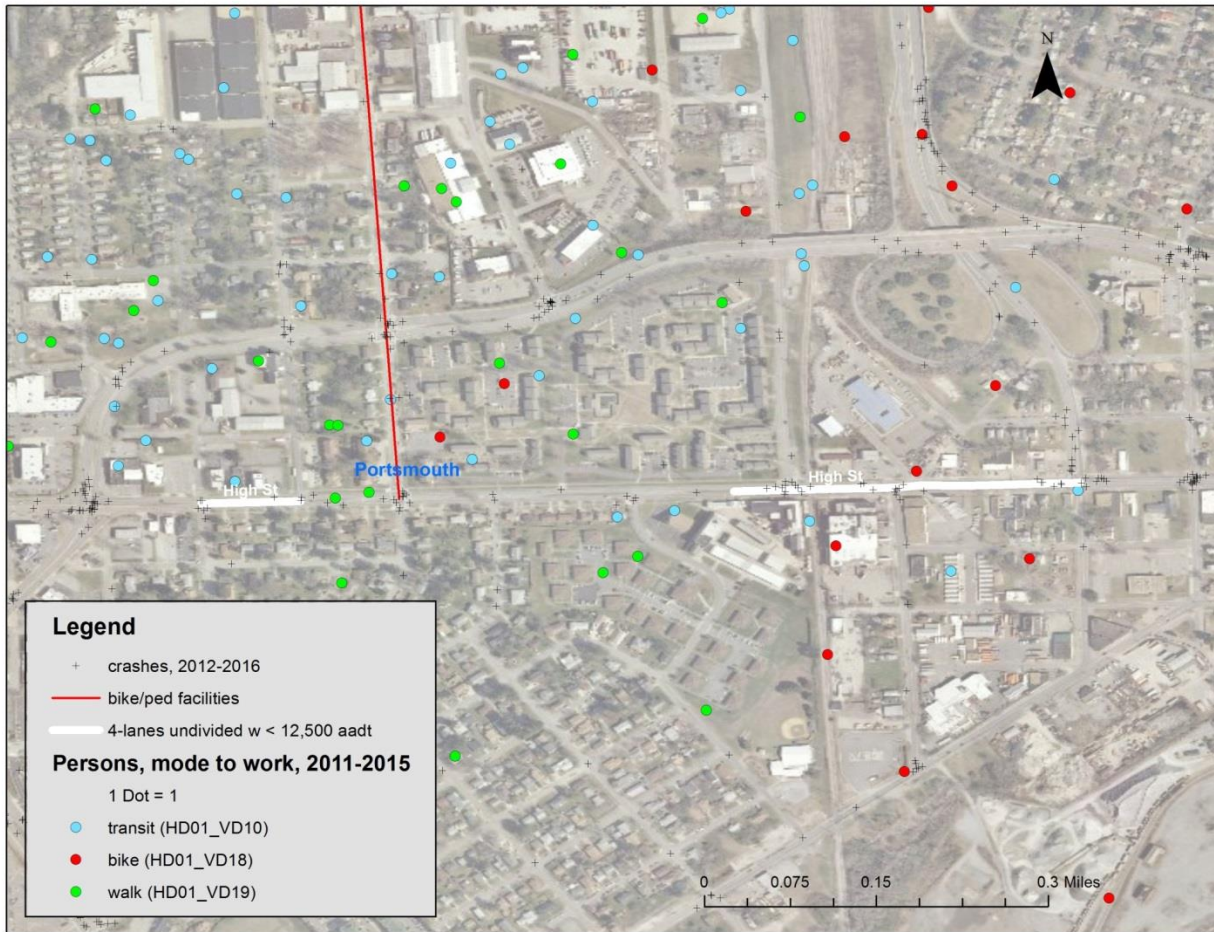 N
Portsmouth
High St
High St
Legend
crashes, 2012-2016
bike/ped facilities
4-lanes undivided w < 12,500 aadt
Persons, mode to work, 2011-2015
1 Dot = 1
transit (HD01_VD10)
bike (HD01_VD18)
walk (HD01_VD19)
0 0.075 0.15 0.3 Miles